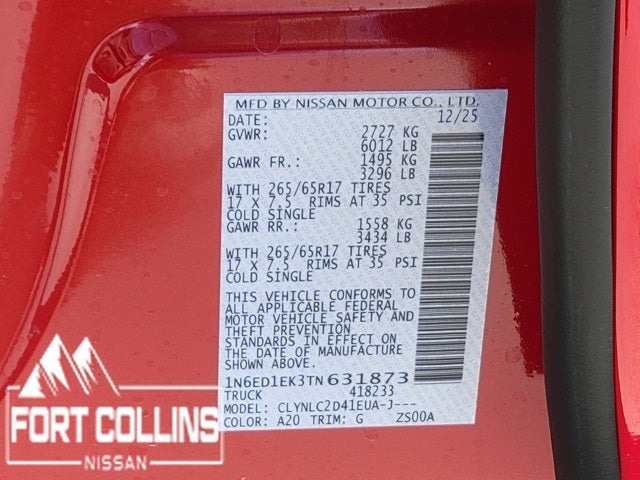 MFD BY NISSAN MOTOR CO., LTD.
DATE: 12/25
GVWR: 2727 KG
6012 LB
GAWR FR.: 1495 KG
3296 LB
WITH 265/65R17 TIRES
17 X 7.5 RIMS AT 35 PSI
COLD SINGLE
GAWR RR.: 1558 KG
3434 LB
WITH 265/65R17 TIRES
17 X 7.5 RIMS AT 35 PSI
COLD SINGLE
THIS VEHICLE CONFORMS TO
ALL APPLICABLE FEDERAL
MOTOR VEHICLE SAFETY AND
THEFT PREVENTION
STANDARDS IN EFFECT ON
THE DATE OF MANUFACTURE
SHOWN ABOVE.
1N6ED1EK3TN631873
TRUCK 418233
MODEL: CLYNLC2D41EUA-J---
COLOR: A20 TRIM: G ZS00A
FORT COLLINS
NISSAN